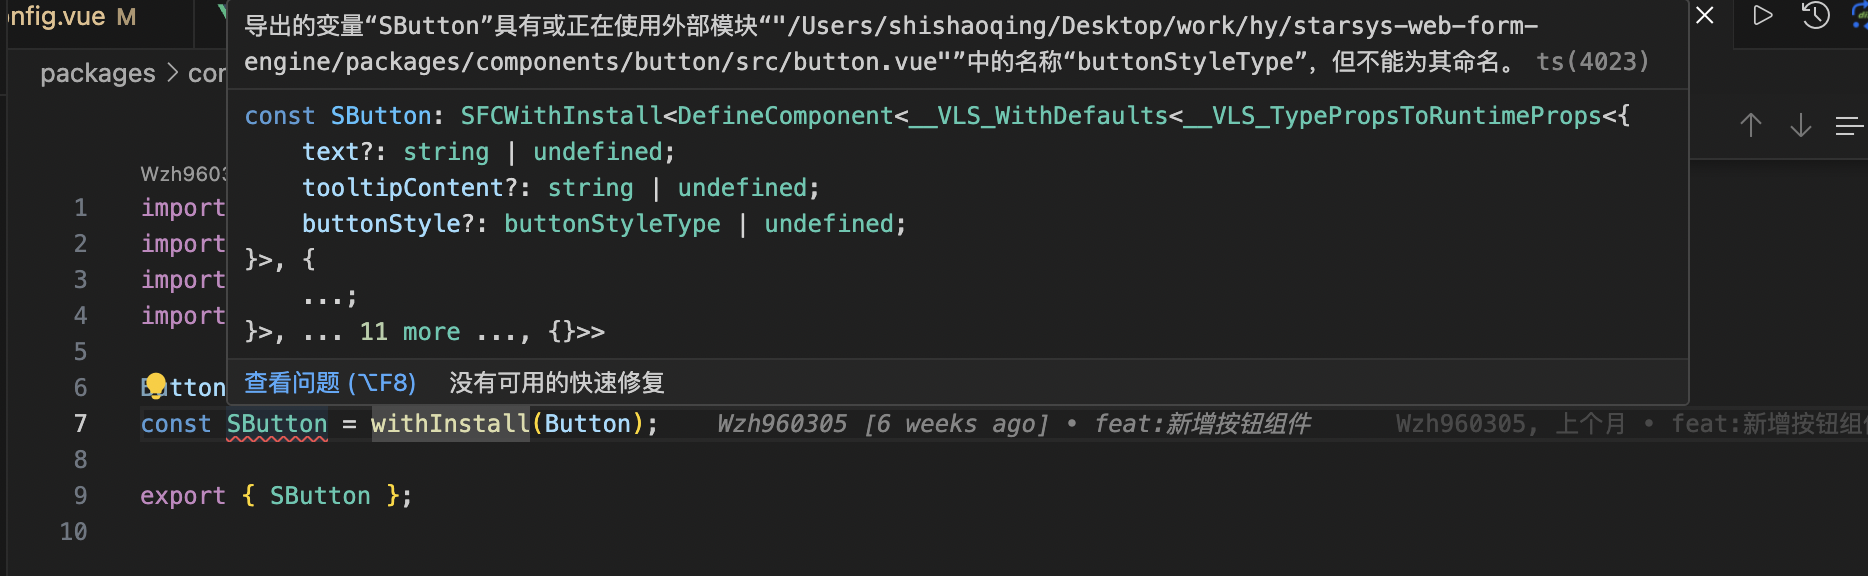 nfig.vue M
导出的变量“SButton”具有或正在使用外部模块“"/Users/shishaoqing/Desktop/work/hy/starsys-web-form-
engine/packages/components/button/src/button.vue"”中的名称“buttonStyleType”，但不能为其命名。 ts(4023)
packages > cor
const SButton: SFCWithInstall<DefineComponent<__VLS_WithDefaults<__VLS_TypePropsToRuntimeProps<{
text?: string | undefined;
tooltipContent?: string | undefined;
buttonStyle?: buttonStyleType | undefined;
}>, {
...;
}>, ... 11 more ..., {}>>
查看问题 (⌥F8) 没有可用的快速修复
Wzh9603
1 import
2 import
3 import
4 import
5
6 Button
7 const SButton = withInstall(Button); Wzh960305 [6 weeks ago] • feat:新增按钮组件 Wzh960305, 上个月 • feat:新增按钮组件
8
9 export { SButton };
10